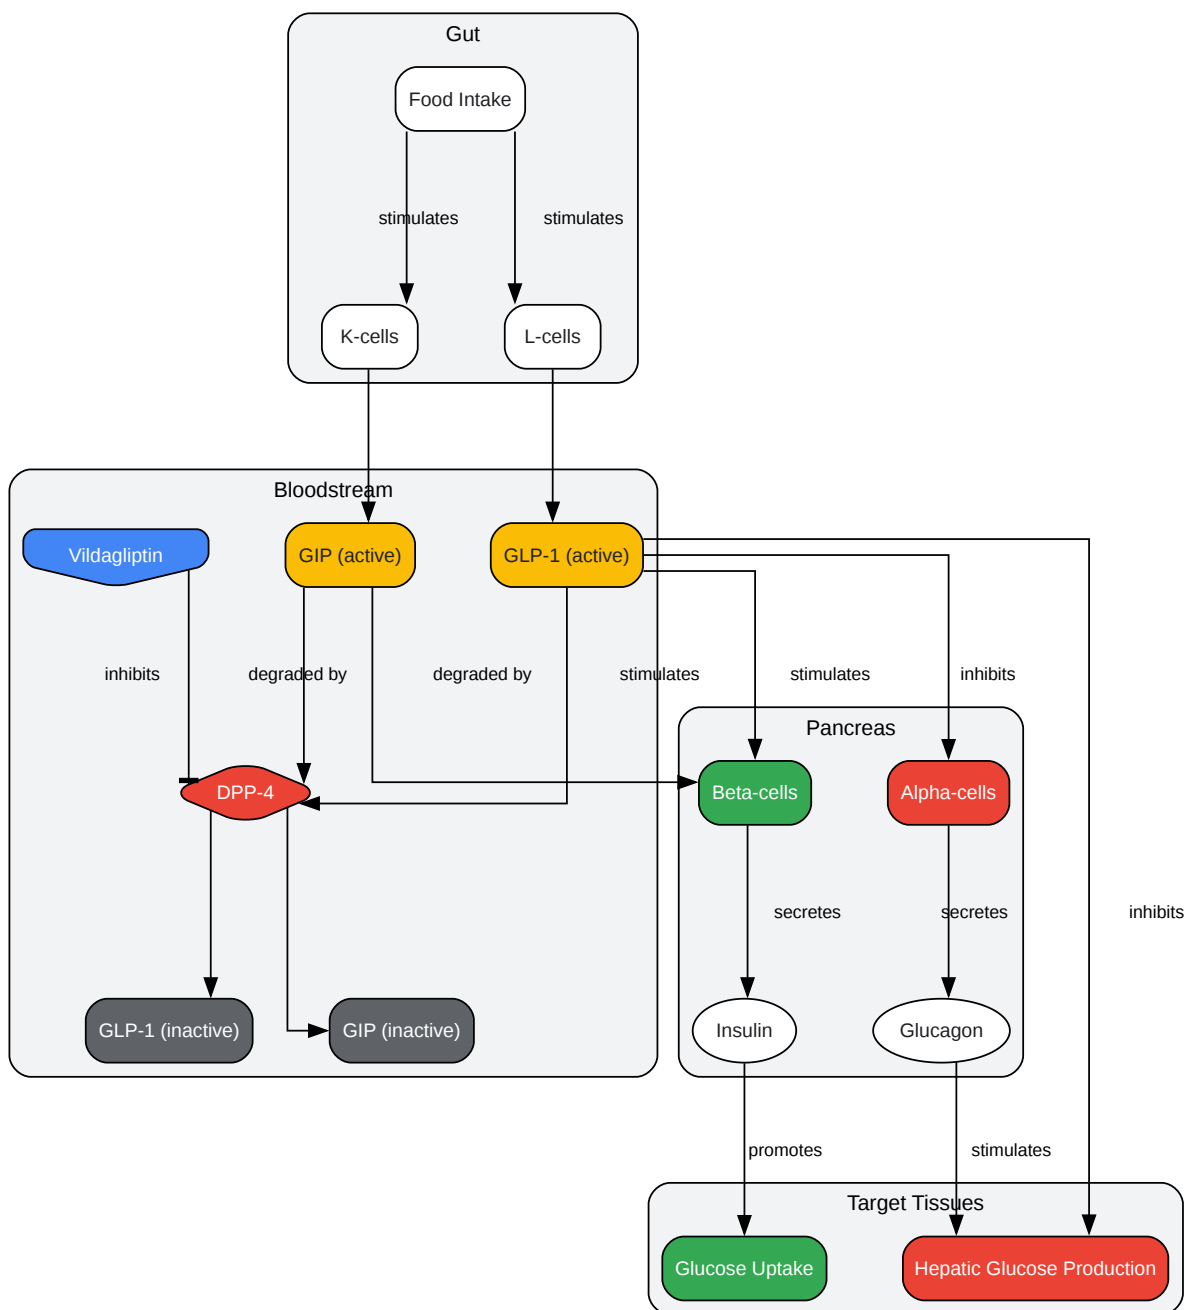 Gut
Food Intake
stimulates
stimulates
K-cells
L-cells
Bloodstream
Vildagliptin
GIP (active)
GLP-1 (active)
inhibits
degraded by
degraded by
stimulates
stimulates
inhibits
Pancreas
DPP-4
Beta-cells
Alpha-cells
secretes
secretes
inhibits
GLP-1 (inactive)
GIP (inactive)
Insulin
Glucagon
promotes
stimulates
Target Tissues
Glucose Uptake
Hepatic Glucose Production